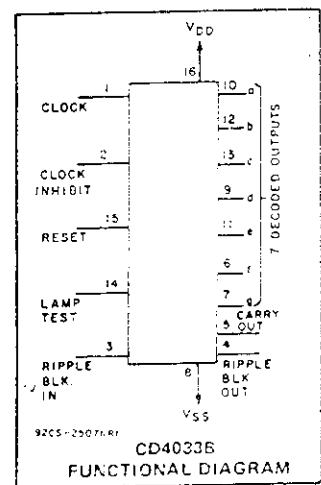 VDD
16
1
CLOCK
2
CLOCK
INHIBIT
15
RESET
14
LAMP
TEST
3
RIPPLE
BLK.
IN
10 a
12 b
13 c
9 d
11 e
6 f
7 g
7 DECODED OUTPUTS
CARRY
5 OUT
4
RIPPLE
BLK
OUT
8
VSS
CD4033B
FUNCTIONAL DIAGRAM